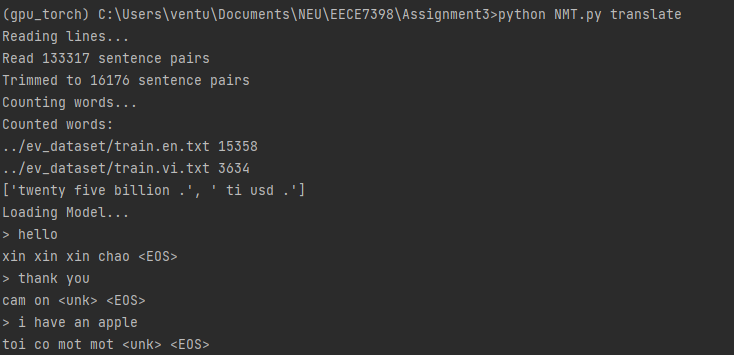 (gpu_torch) C:\Users\ventu\Documents\NEU\EECE7398\Assignment3>python NMT.py translate
Reading lines...
Read 133317 sentence pairs
Trimmed to 16176 sentence pairs
Counting words...
Counted words:
../ev_dataset/train.en.txt 15358
../ev_dataset/train.vi.txt 3634
['twenty five billion .', ' ti usd .']
Loading Model...
> hello
xin xin xin chao <EOS>
> thank you
cam on <unk> <EOS>
> i have an apple
toi co mot mot <unk> <EOS>